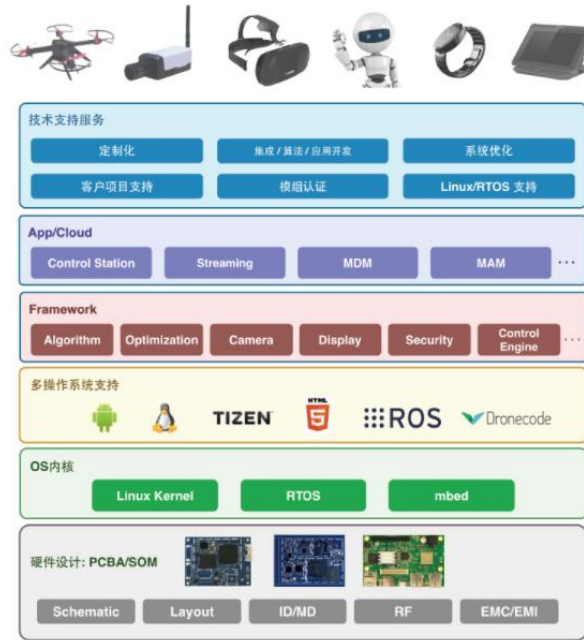 技术支持服务
定制化
集成 / 算法 / 应用开发
系统优化
客户项目支持
模组认证
Linux/RTOS 支持
App/Cloud
Control Station
Streaming
MDM
MAM
...
Framework
Algorithm
Optimization
Camera
Display
Security
Control
Engine
...
多操作系统支持
TIZEN
HTML
5
ROS
Dronecode
OS内核
Linux Kernel
RTOS
mbed
硬件设计: PCBA/SOM
Schematic
Layout
ID/MD
RF
EMC/EMI